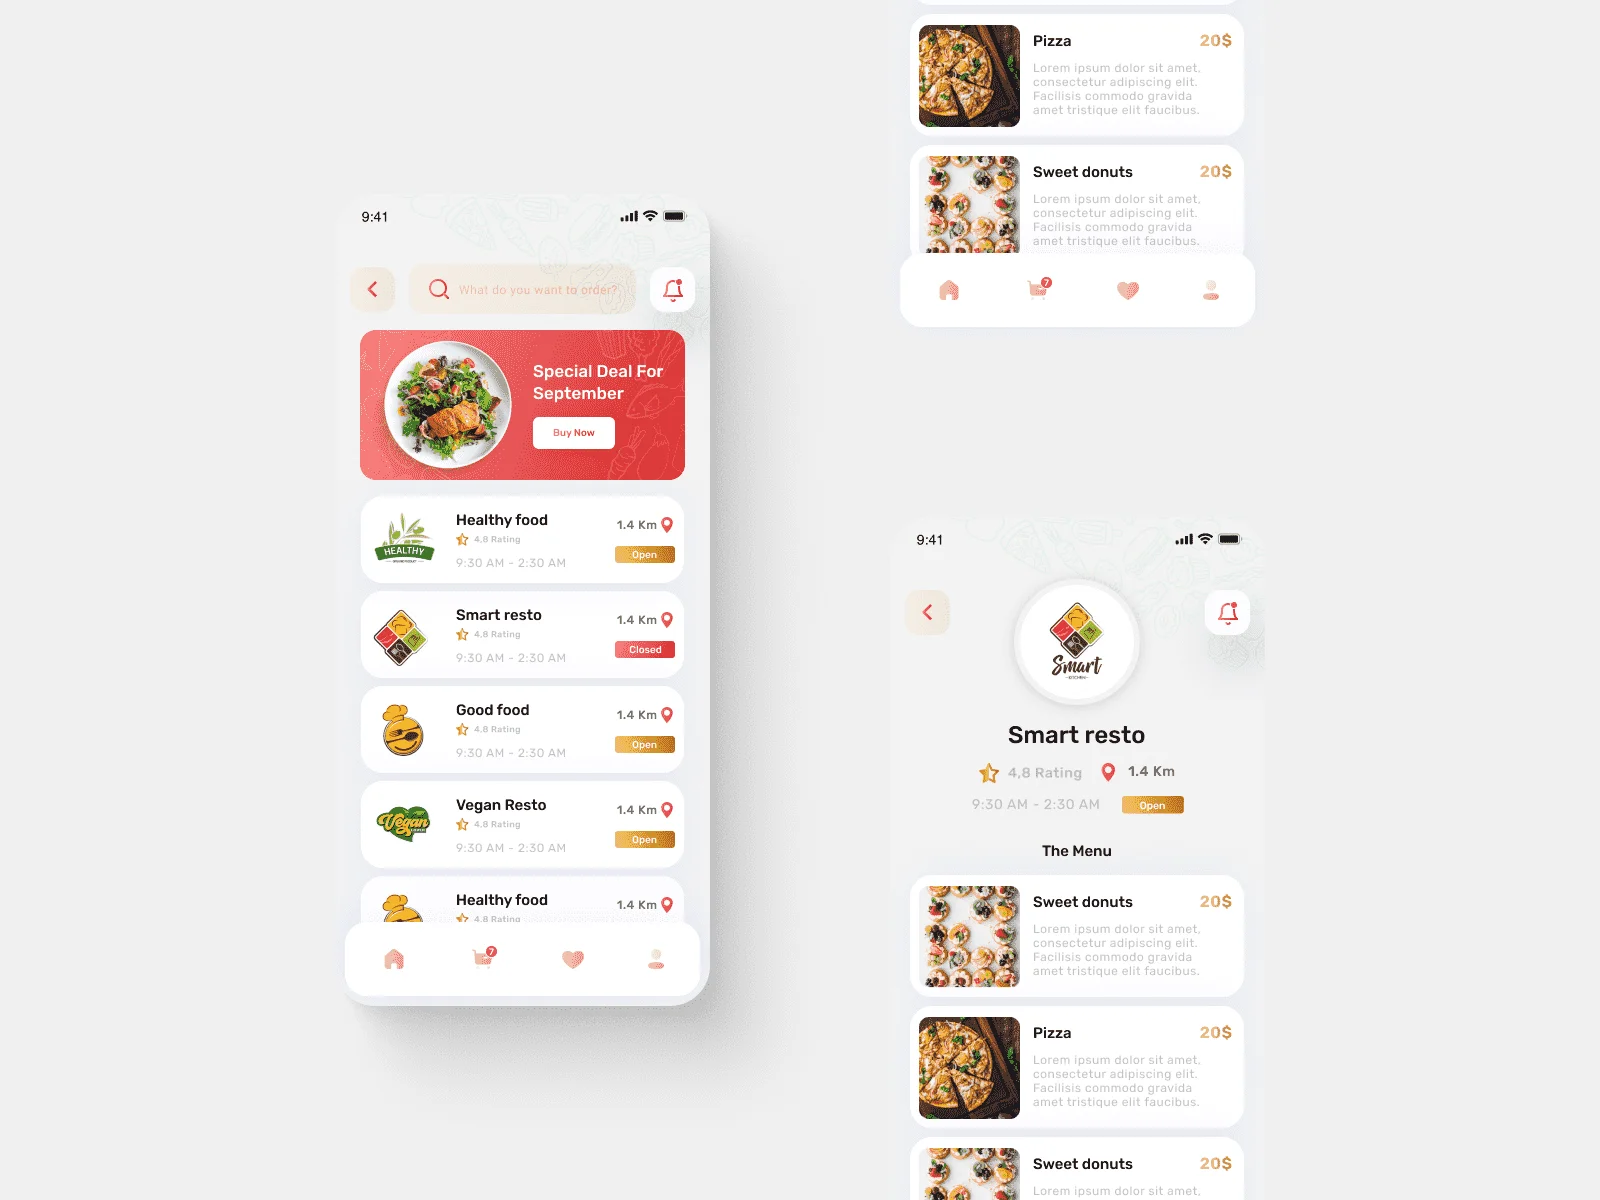 9:41
What do you want to order?
Special Deal For
September
Buy Now
HEALTHY
Healthy food
4,8 Rating
9:30 AM - 2:30 AM
1.4 Km
Open
Smart resto
4,8 Rating
9:30 AM - 2:30 AM
1.4 Km
Closed
Good food
4,8 Rating
9:30 AM - 2:30 AM
1.4 Km
Open
Vegan
Vegan Resto
4,8 Rating
9:30 AM - 2:30 AM
1.4 Km
Open
Healthy food
4,8 Rating
1.4 Km
7
Pizza
20$
Lorem ipsum dolor sit amet,
consectetur adipiscing elit.
Facilisis commodo gravida
amet tristique elit faucibus.
Sweet donuts
20$
Lorem ipsum dolor sit amet,
consectetur adipiscing elit.
Facilisis commodo gravida
amet tristique elit faucibus.
7
9:41
Smart
KITCHEN
Smart resto
4,8 Rating
1.4 Km
9:30 AM - 2:30 AM
Open
The Menu
Sweet donuts
20$
Lorem ipsum dolor sit amet,
consectetur adipiscing elit.
Facilisis commodo gravida
amet tristique elit faucibus.
Pizza
20$
Lorem ipsum dolor sit amet,
consectetur adipiscing elit.
Facilisis commodo gravida
amet tristique elit faucibus.
Sweet donuts
20$
Lorem ipsum dolor sit amet,